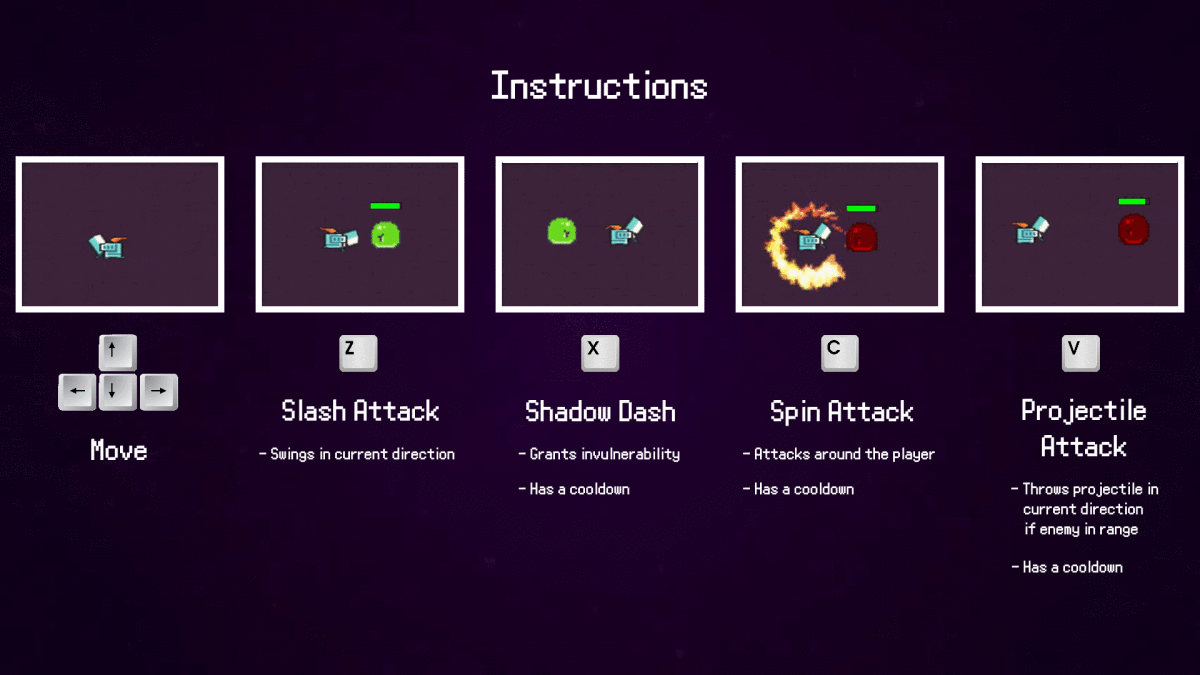 Instructions
↑
← ↓ →
Move
Z
Slash Attack
- Swings in current direction
X
Shadow Dash
- Grants invulnerability
- Has a cooldown
C
Spin Attack
- Attacks around the player
- Has a cooldown
V
Projectile
Attack
- Throws projectile in
current direction
if enemy in range
- Has a cooldown